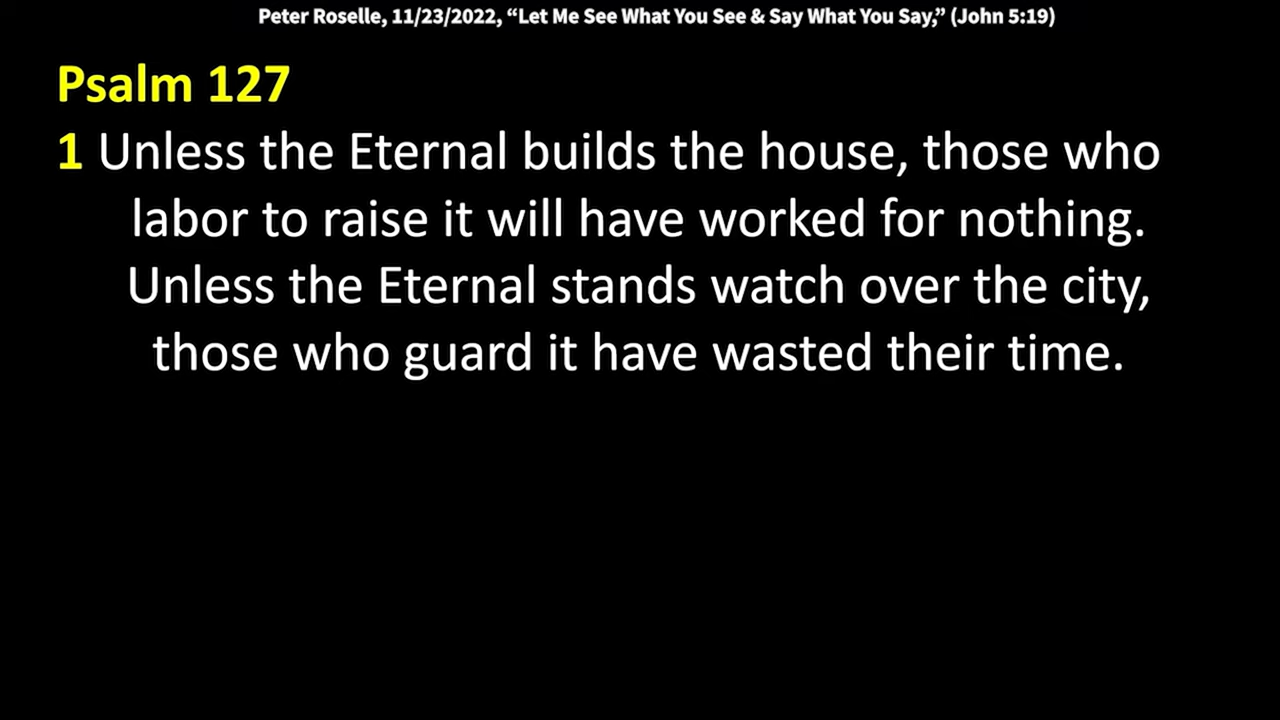 Peter Roselle, 11/23/2022, “Let Me See What You See & Say What You Say,” (John 5:19)
Psalm 127
1 Unless the Eternal builds the house, those who
labor to raise it will have worked for nothing.
Unless the Eternal stands watch over the city,
those who guard it have wasted their time.